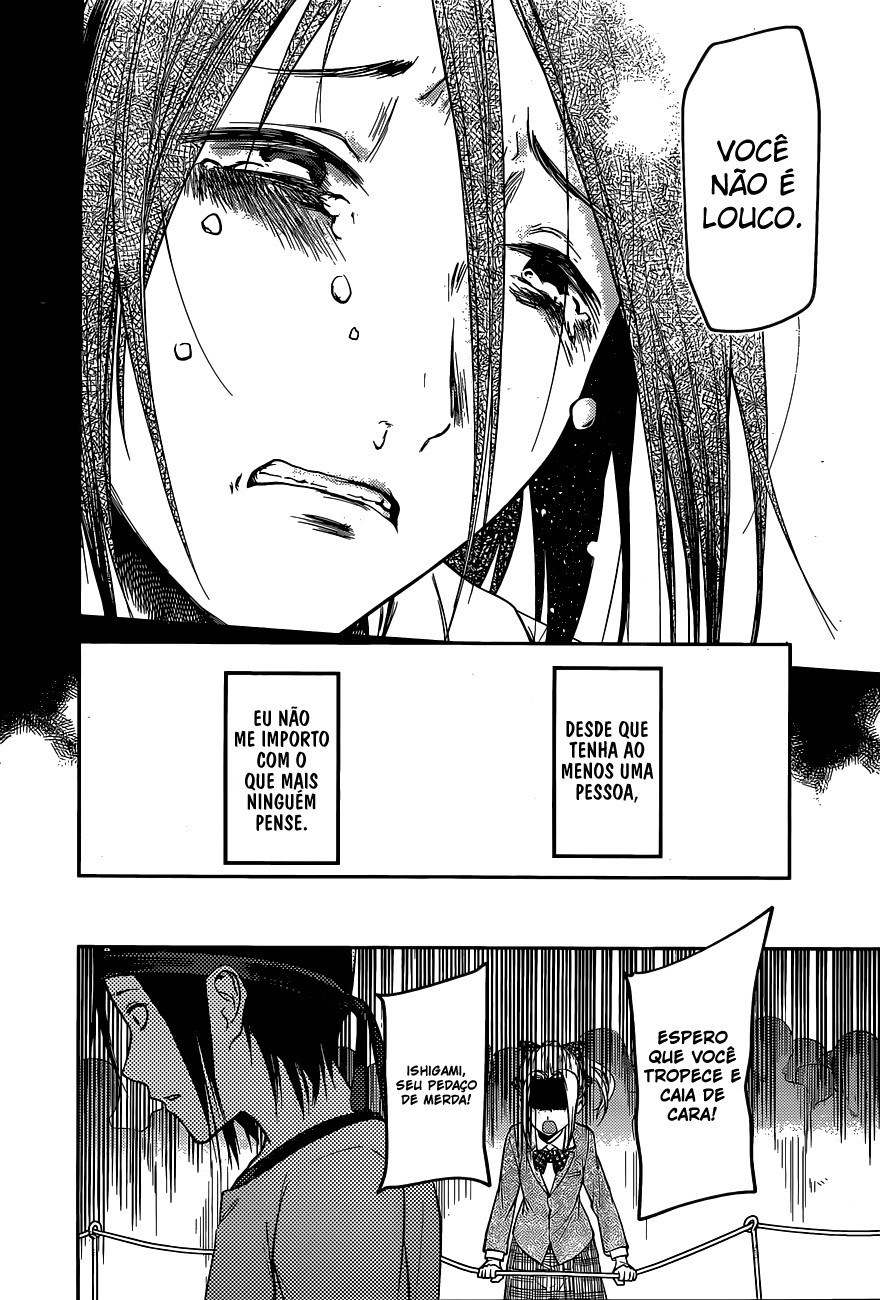 VOCÊ
NÃO É
LOUCO.
DESDE QUE
TENHA AO
MENOS UMA
PESSOA,
EU NÃO
ME IMPORTO
COM O
QUE MAIS
NINGUÉM
PENSE.
ESPERO
QUE VOCÊ
TROPECE E
CAIA DE
CARA!
ISHIGAMI,
SEU PEDAÇO
DE MERDA!